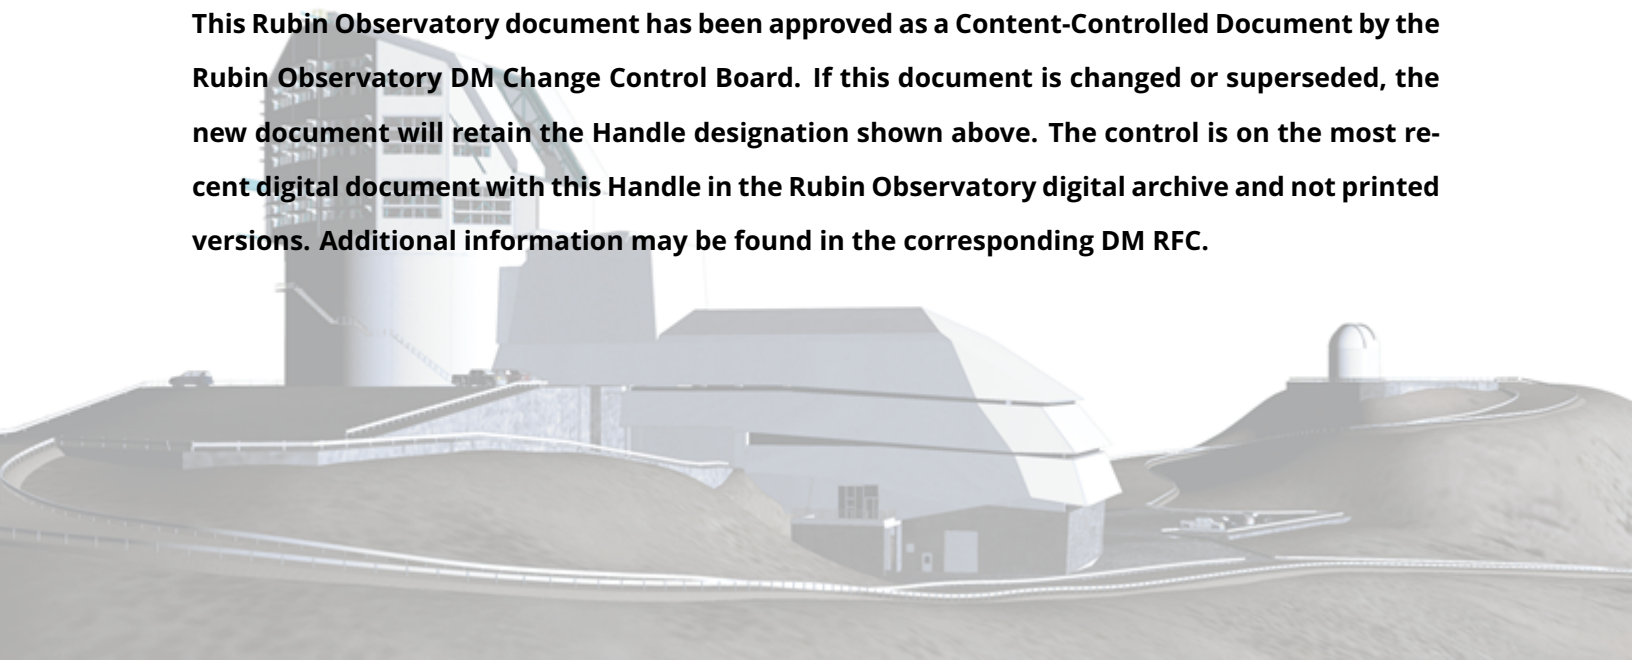 This Rubin Observatory document has been approved as a Content-Controlled Document by the
Rubin Observatory DM Change Control Board. If this document is changed or superseded, the
new document will retain the Handle designation shown above. The control is on the most re-
cent digital document with this Handle in the Rubin Observatory digital archive and not printed
versions. Additional information may be found in the corresponding DM RFC.